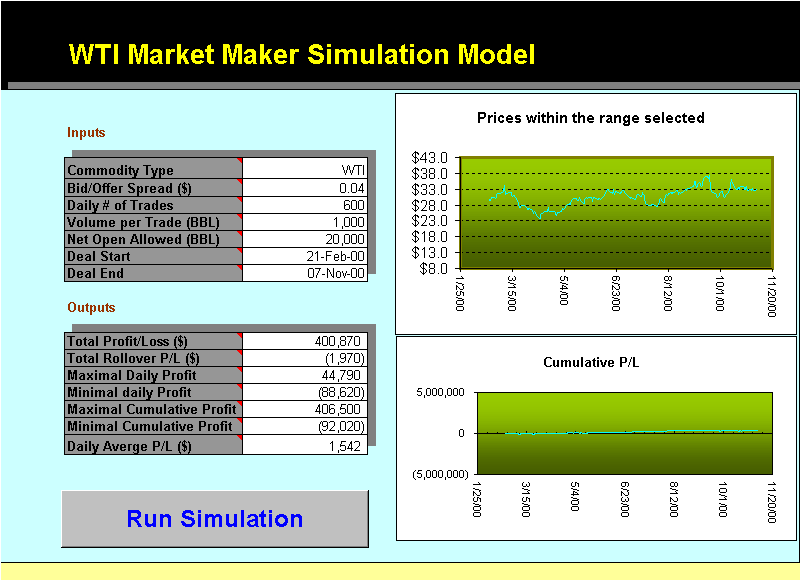 WTI Market Maker Simulation Model
Inputs
Commodity Type WTI
Bid/Offer Spread ($) 0.04
Daily # of Trades 600
Volume per Trade (BBL) 1,000
Net Open Allowed (BBL) 20,000
Deal Start 21-Feb-00
Deal End 07-Nov-00
Outputs
Total Profit/Loss ($) 400,870
Total Rollover P/L ($) (1,970)
Maximal Daily Profit 44,790
Minimal daily Profit (88,620)
Maximal Cumulative Profit 406,500
Minimal Cumulative Profit (92,020)
Daily Averge P/L ($) 1,542
Run Simulation
Prices within the range selected
$43.0
$38.0
$33.0
$28.0
$23.0
$18.0
$13.0
$8.0
1/25/00 3/15/00 5/4/00 6/23/00 8/12/00 10/1/00 11/20/00
Cumulative P/L
5,000,000
0
(5,000,000)
1/25/00 3/15/00 5/4/00 6/23/00 8/12/00 10/1/00 11/20/00